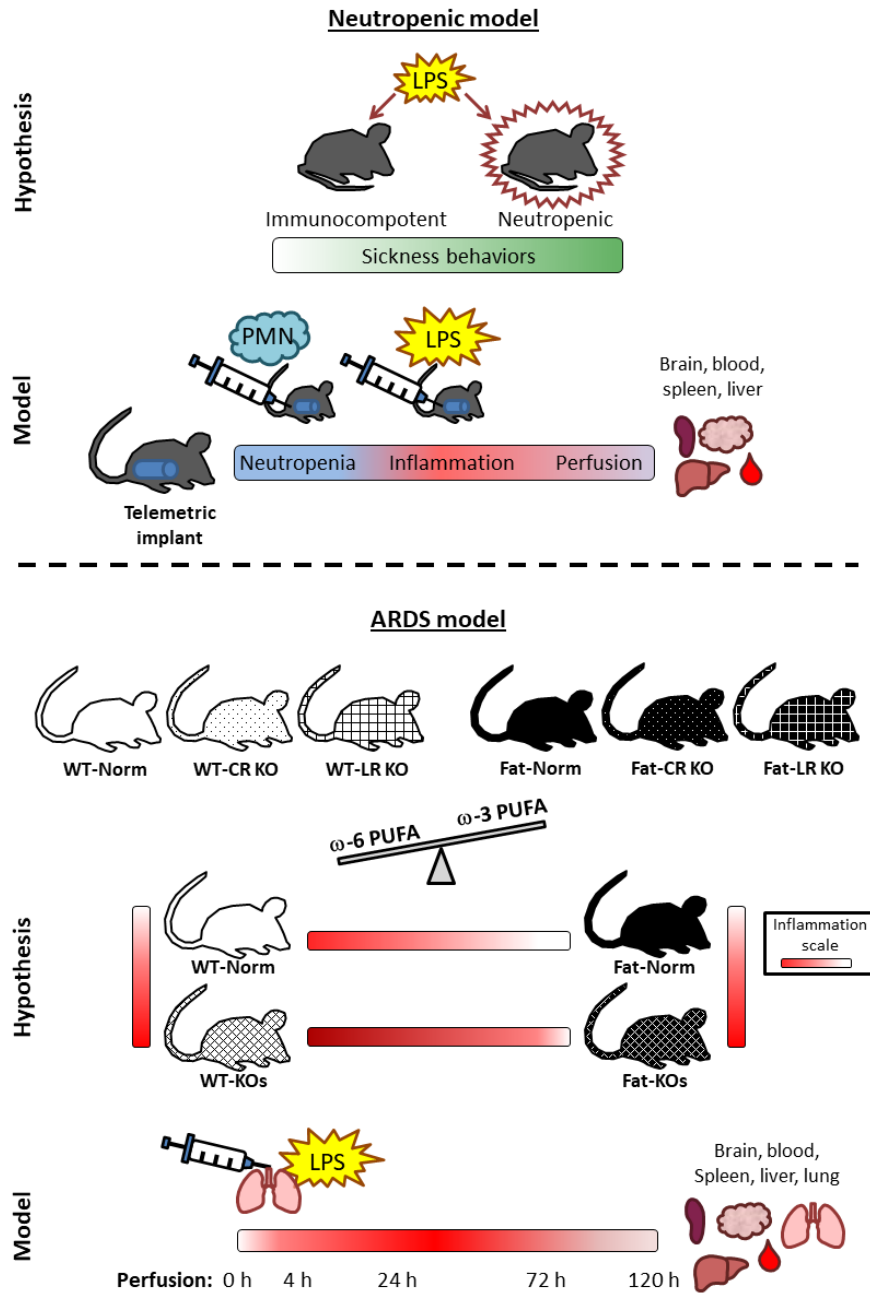 Neutropenic model
Hypothesis
LPS
Immunocompotent Neutropenic
Sickness behaviors
Model
PMN
LPS
Brain, blood,
spleen, liver
Neutropenia Inflammation Perfusion
Telemetric
implant
ARDS model
WT-Norm WT-CR KO WT-LR KO Fat-Norm Fat-CR KO Fat-LR KO
ω-6 PUFA ω-3 PUFA
Hypothesis
Inflammation
scale
WT-Norm Fat-Norm
WT-KOs Fat-KOs
Model
LPS
Brain, blood,
Spleen, liver, lung
Perfusion: 0 h 4 h 24 h 72 h 120 h